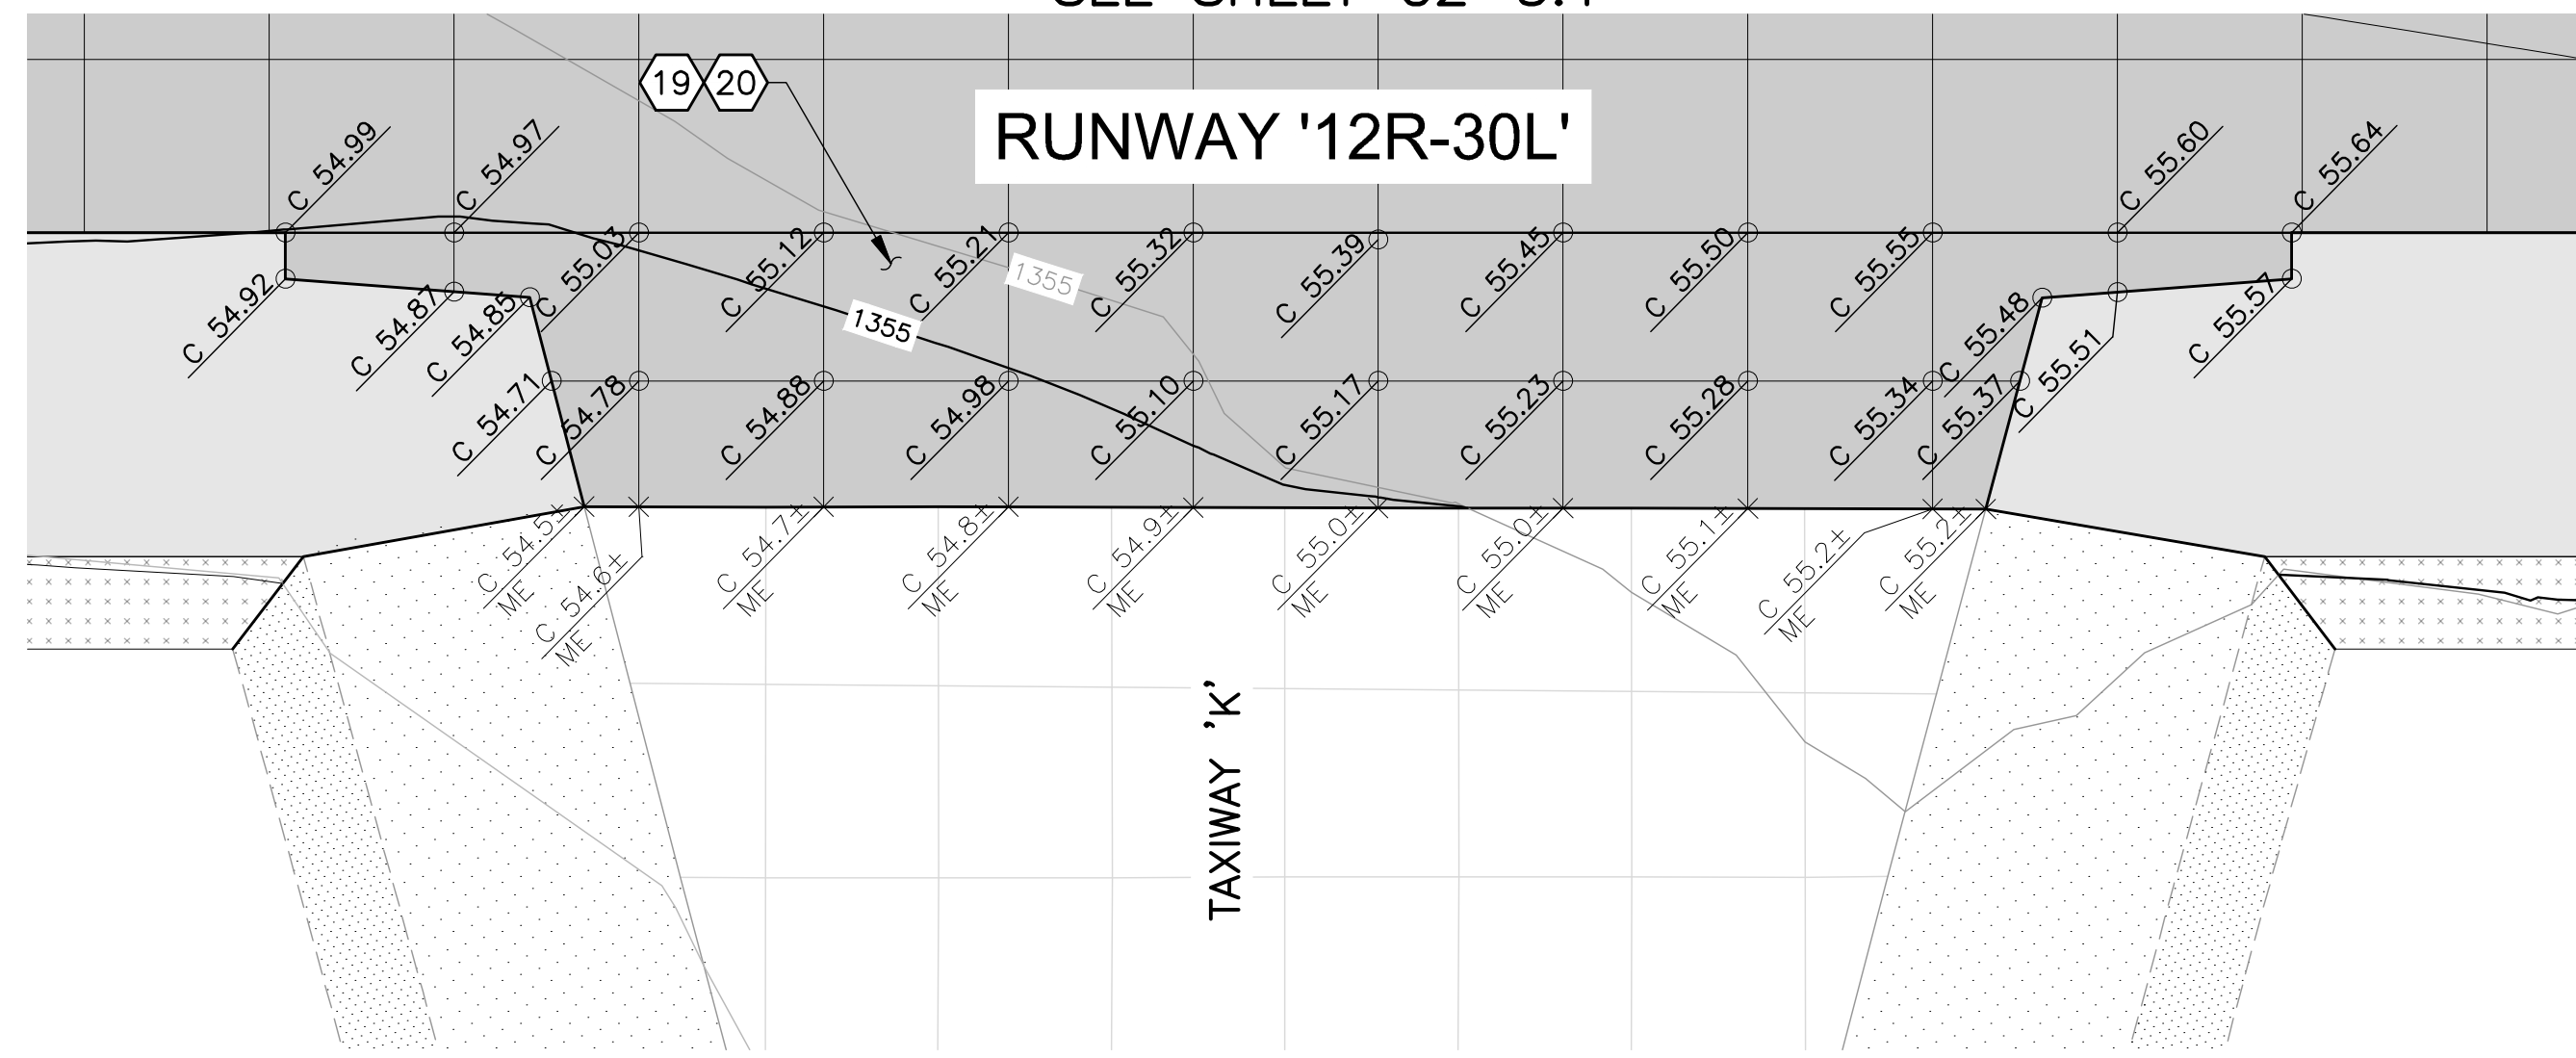 19 20
RUNWAY '12R-30L'
C 54.99
C 54.97
C 55.60
C 55.64
C 55.03
C 55.12
C 55.21
C 55.32
C 55.39
C 55.45
C 55.50
C 55.55
1355
1355
C 54.92
C 54.87
C 54.85
C 55.48
C 55.51
C 55.57
C 54.71
C 54.78
C 54.88
C 54.98
C 55.10
C 55.17
C 55.23
C 55.28
C 55.34
C 55.37
C 54.5±
ME
C 54.6±
ME
C 54.7±
ME
C 54.8±
ME
C 54.9±
ME
C 55.0±
ME
C 55.0±
ME
C 55.1±
ME
C 55.2±
ME
C 55.2±
ME
TAXIWAY 'K'